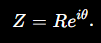 Z = Re^{iθ}.